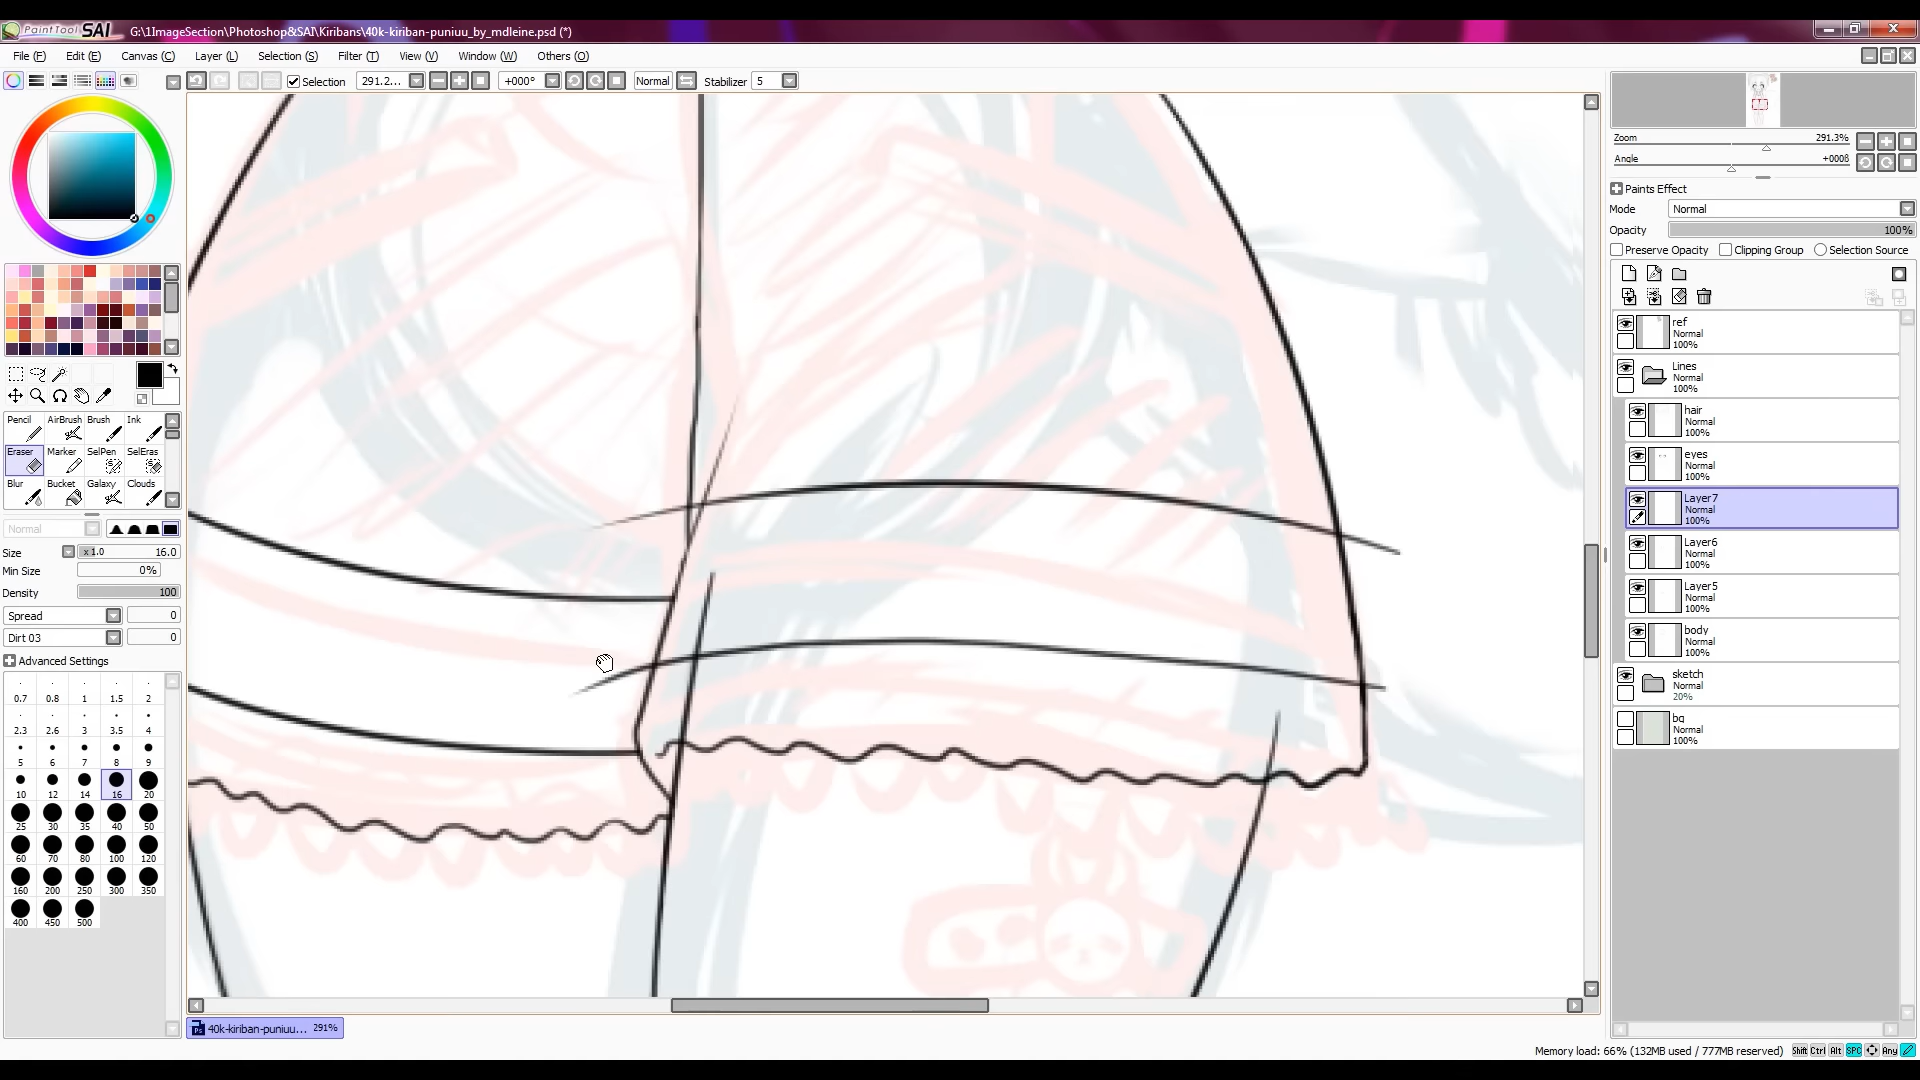 PaintTool SAI G:\1ImageSection\Photoshop&SAI\Kiribans\40k-kiriban-puniuu_by_mdleine.psd (*)
File (F) Edit (E) Canvas (C) Layer (L) Selection (S) Filter (T) View (V) Window (W) Others (O)
Selection 291.2... +000° Normal Stabilizer 5
Zoom 291.3%
Angle +000ß
Paints Effect
Mode Normal
Opacity 100%
Preserve Opacity Clipping Group Selection Source
ref
Normal
100%
Lines
Normal
100%
hair
Normal
100%
eyes
Normal
100%
Layer7
Normal
100%
Layer6
Normal
100%
Layer5
Normal
100%
body
Normal
100%
sketch
Normal
20%
bg
Normal
100%
Pencil AirBrush Brush Ink
Eraser Marker SelPen SelEras
Blur Bucket Galaxy Clouds
Normal
Size x1.0 16.0
Min Size 0%
Density 100
Spread 0
Dirt 03 0
Advanced Settings
0.7 0.8 1 1.5 2
2.3 2.6 3 3.5 4
5 6 7 8 9
10 12 14 16 20
25 30 35 40 50
60 70 80 100 120
160 200 250 300 350
400 450 500
Ps 40k-kiriban-puniuu... 291%
Memory load: 66% (132MB used / 777MB reserved) Shift Ctrl Alt SPC Any